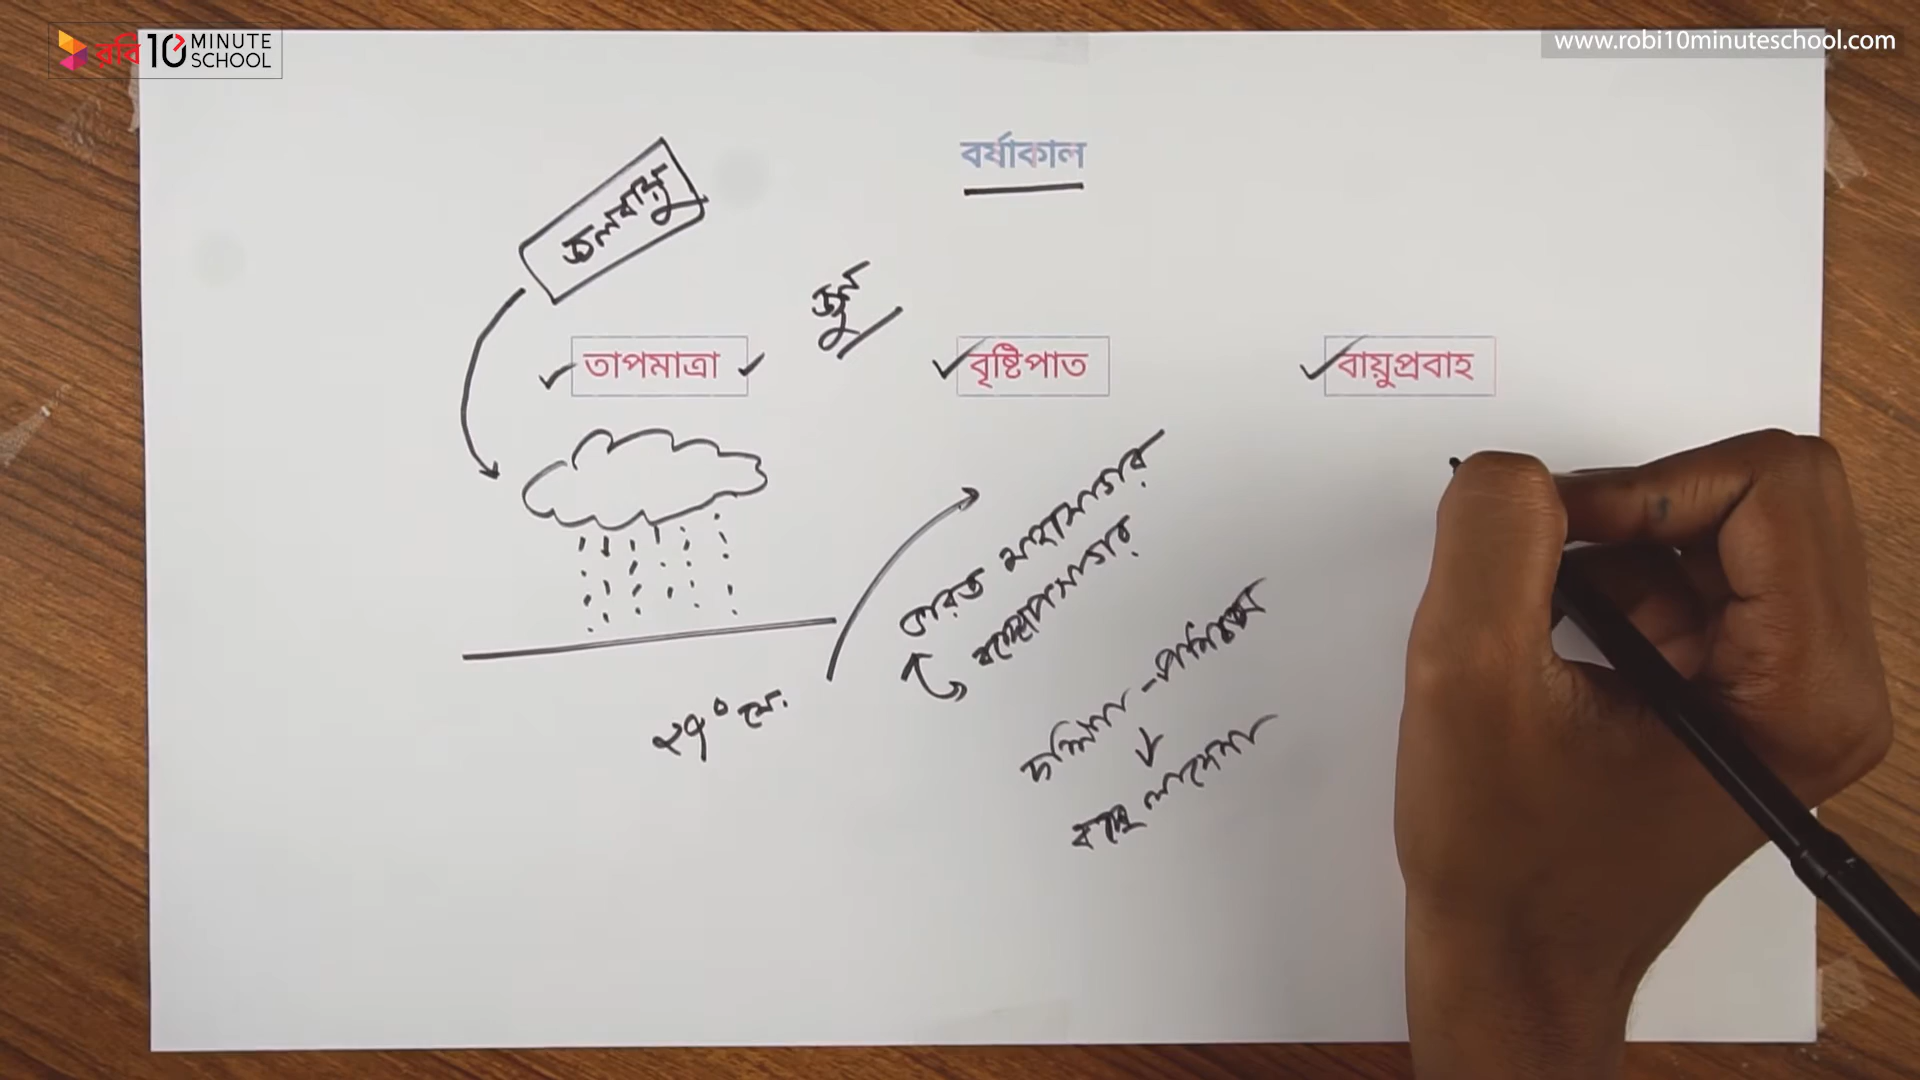 রবি 10 MINUTE SCHOOL
www.robi10minuteschool.com
বর্ষাকাল
জলবায়ু
জুন
তাপমাত্রা
বৃষ্টিপাত
বায়ুপ্রবাহ
ভারত মহাসাগর
বঙ্গোপসাগর
২৭° সে.
দক্ষিণ-পশ্চিম